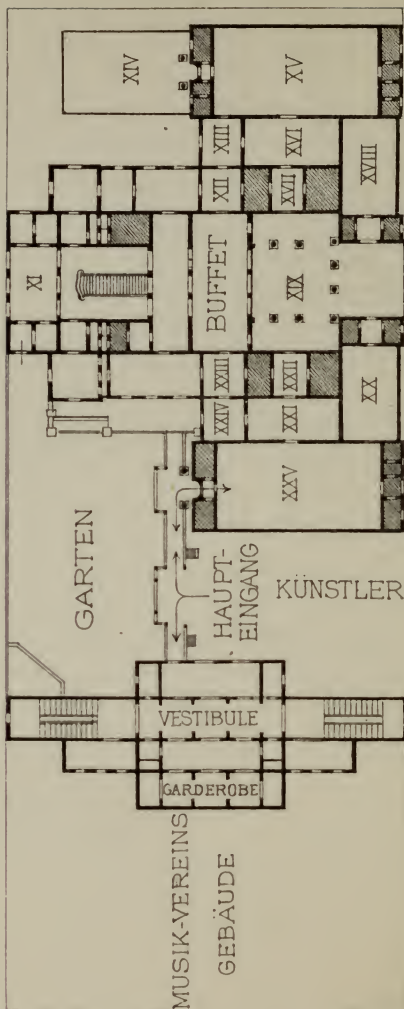 XIV
XV
XIII
XVI
XII
XVII
XVIII
XI
BUFFET
XIX
XVIII
XXII
XXIV
XXI
XX
XXV
GARTEN
HAUPT-
EINGANG
KÜNSTLER
VESTIBULE
GARDEROBE
MUSIK-VEREINS
GEBÄUDE